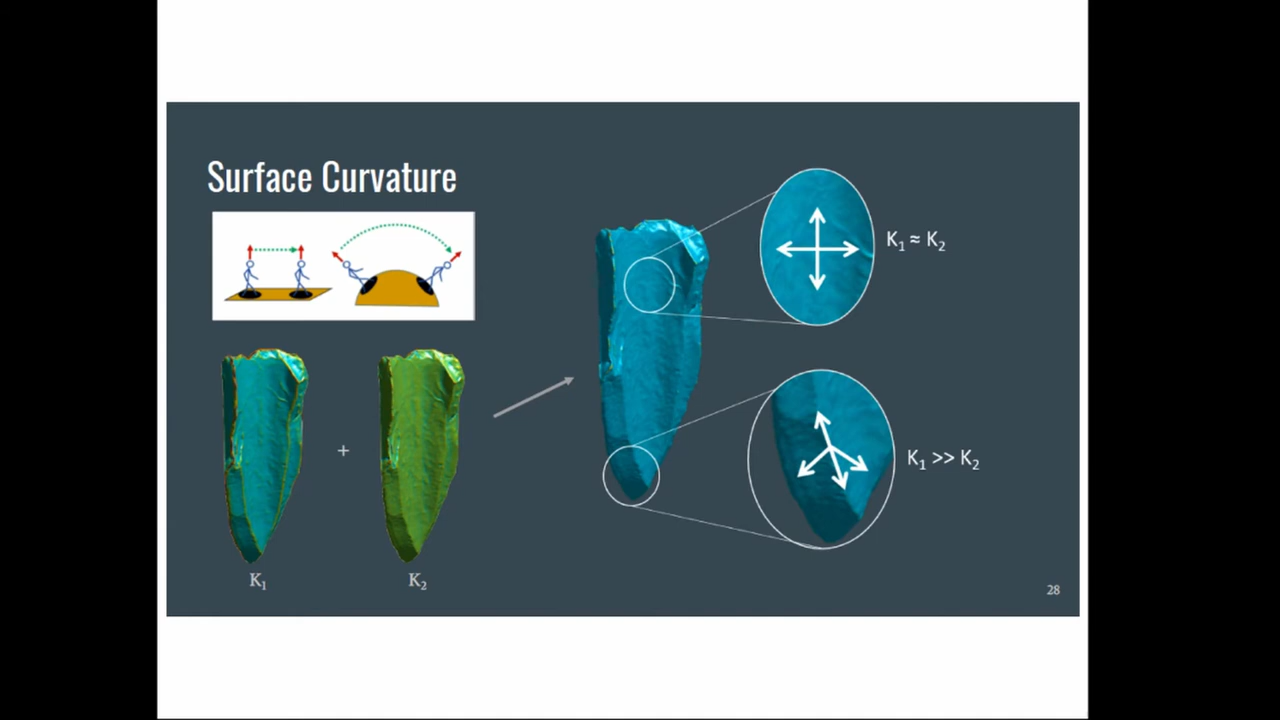 Surface Curvature
K₁ ≈ K₂
+
K₁ >> K₂
K₁
K₂
28